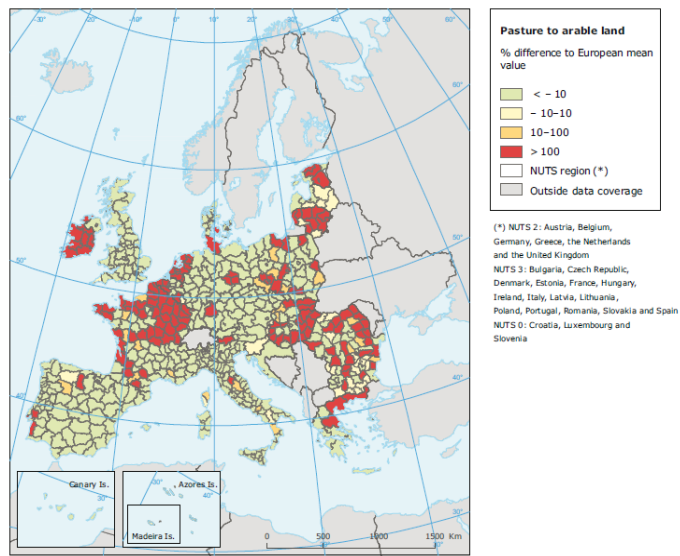 -30°
-20°
-10°
0°
10°
20°
30°
40°
50°
60°
Pasture to arable land
% difference to European mean
value
< – 10
– 10–10
10–100
> 100
NUTS region (*)
Outside data coverage
60°
60°
50°
(*) NUTS 2: Austria, Belgium,
Germany, Greece, the Netherlands
and the United Kingdom
NUTS 3: Bulgaria, Czech Republic,
Denmark, Estonia, France, Hungary,
Ireland, Italy, Latvia, Lithuania,
Poland, Portugal, Romania, Slovakia and Spain
NUTS 0: Croatia, Luxembourg and
Slovenia
50°
40°
40°
Canary Is.
Azores Is.
30°
30°
40°
30°
Madeira Is.
0 500 1000 1500 Km